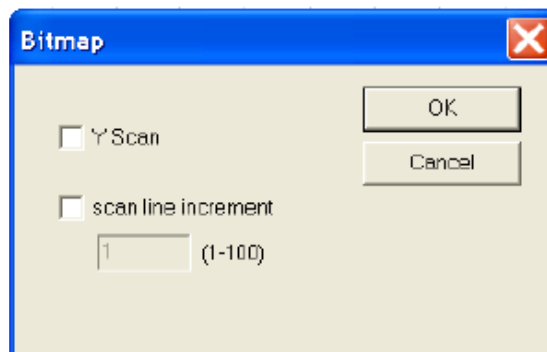 Bitmap
OK
Y Scan
Cancel
scan line increment
1 (1-100)